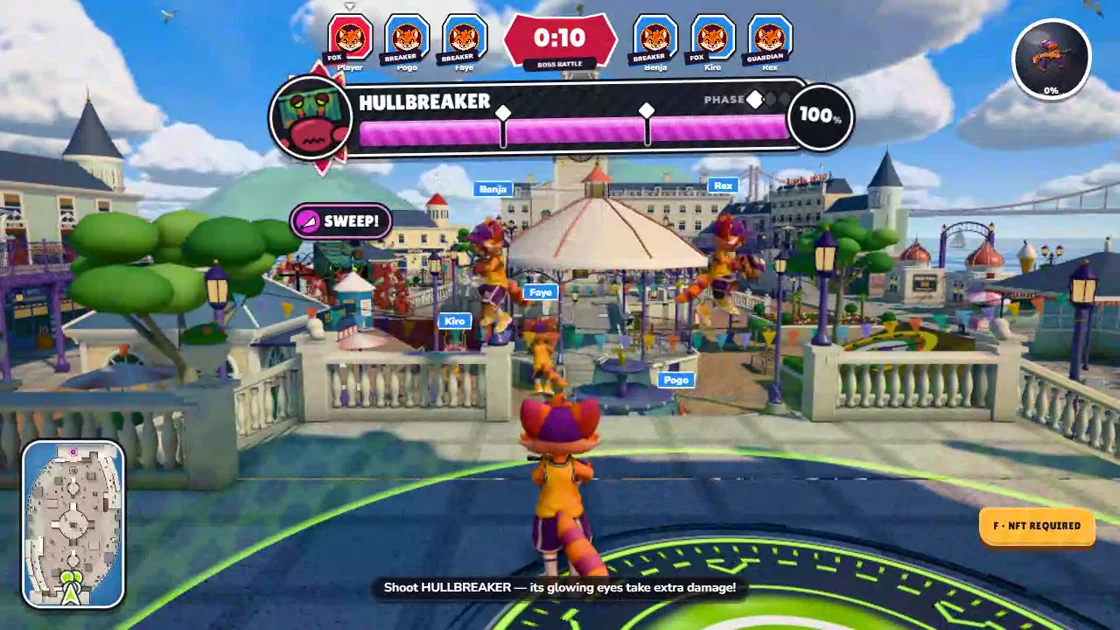 0:10
BOSS BATTLE
FOX
Player
BREAKER
Pogo
BREAKER
Faye
BREAKER
Benja
FOX
Kiro
GUARDIAN
Rex
0%
HULLBREAKER
PHASE
100%
Benja
Rex
SWEEP!
Faye
Kiro
Pogo
F · NFT REQUIRED
Shoot HULLBREAKER — its glowing eyes take extra damage!